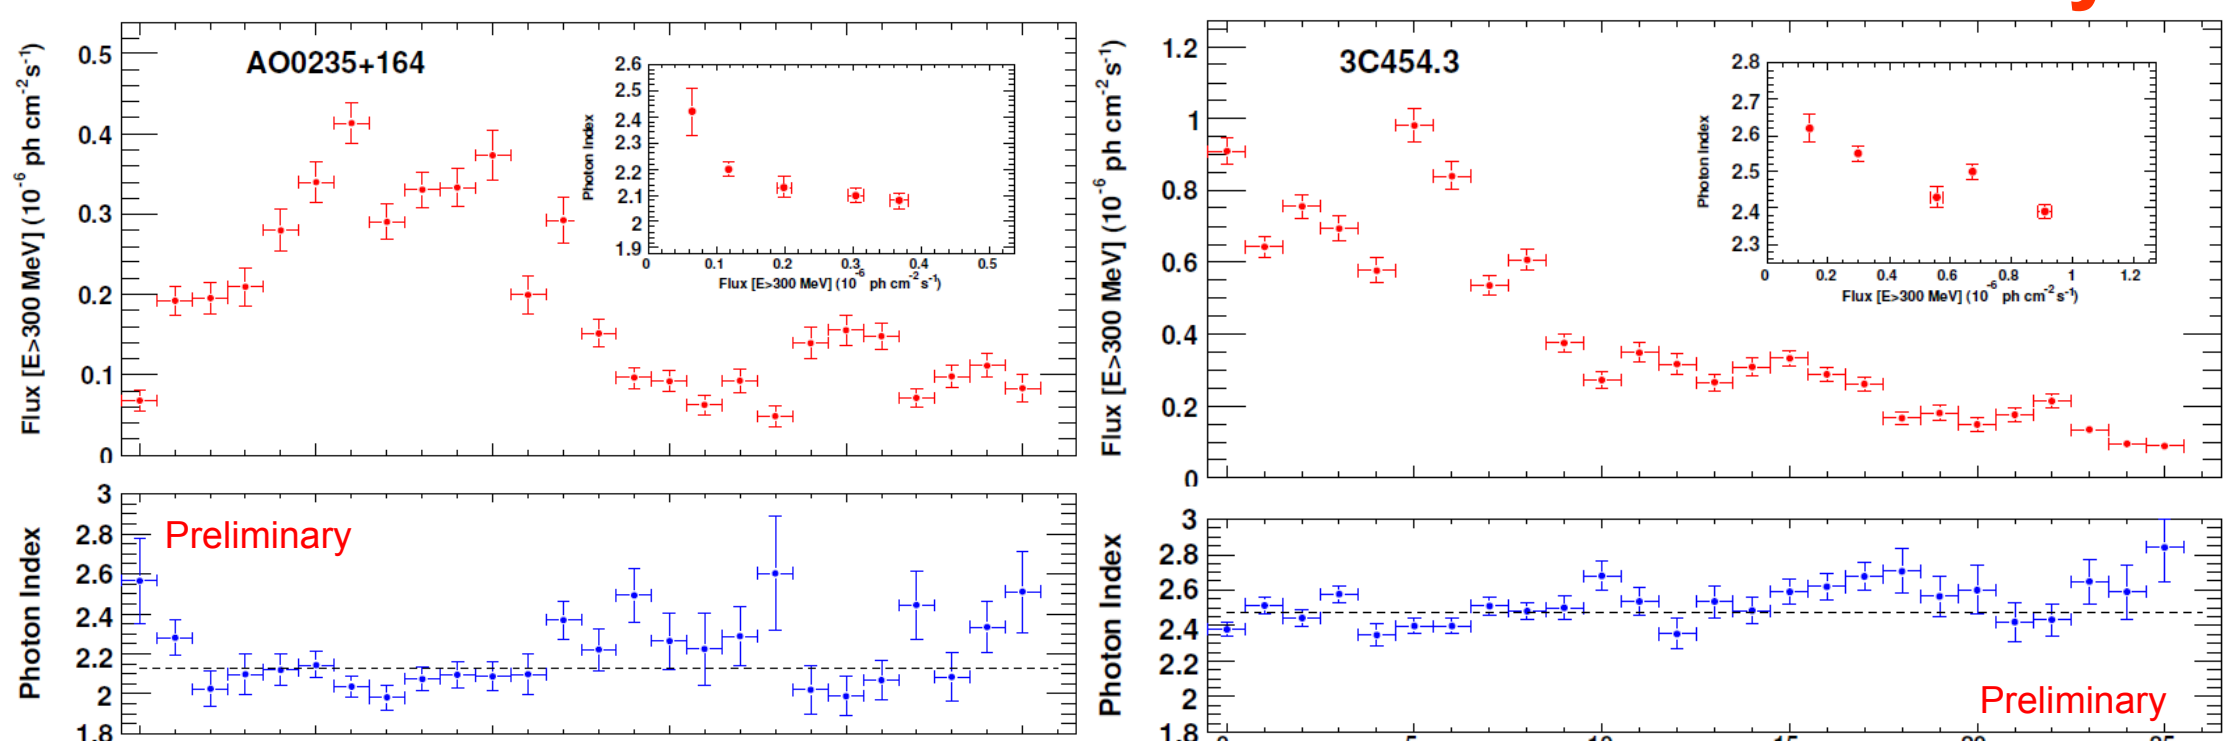 AO0235+164
Flux [E>300 MeV] (10⁻⁶ ph cm⁻² s⁻¹)
0.5
0.4
0.3
0.2
0.1
0
Photon Index
2.6
2.5
2.4
2.3
2.2
2.1
2
1.9
0 0.1 0.2 0.3 0.4 0.5
Flux [E>300 MeV] (10⁻⁶ ph cm⁻² s⁻¹)
Photon Index
3
2.8
2.6
2.4
2.2
2
1.8
Preliminary
3C454.3
Flux [E>300 MeV] (10⁻⁶ ph cm⁻² s⁻¹)
1.2
1
0.8
0.6
0.4
0.2
0
Photon Index
2.8
2.7
2.6
2.5
2.4
2.3
0 0.2 0.4 0.6 0.8 1 1.2
Flux [E>300 MeV] (10⁻⁶ ph cm⁻² s⁻¹)
Photon Index
3
2.8
2.6
2.4
2.2
2
1.8
Preliminary